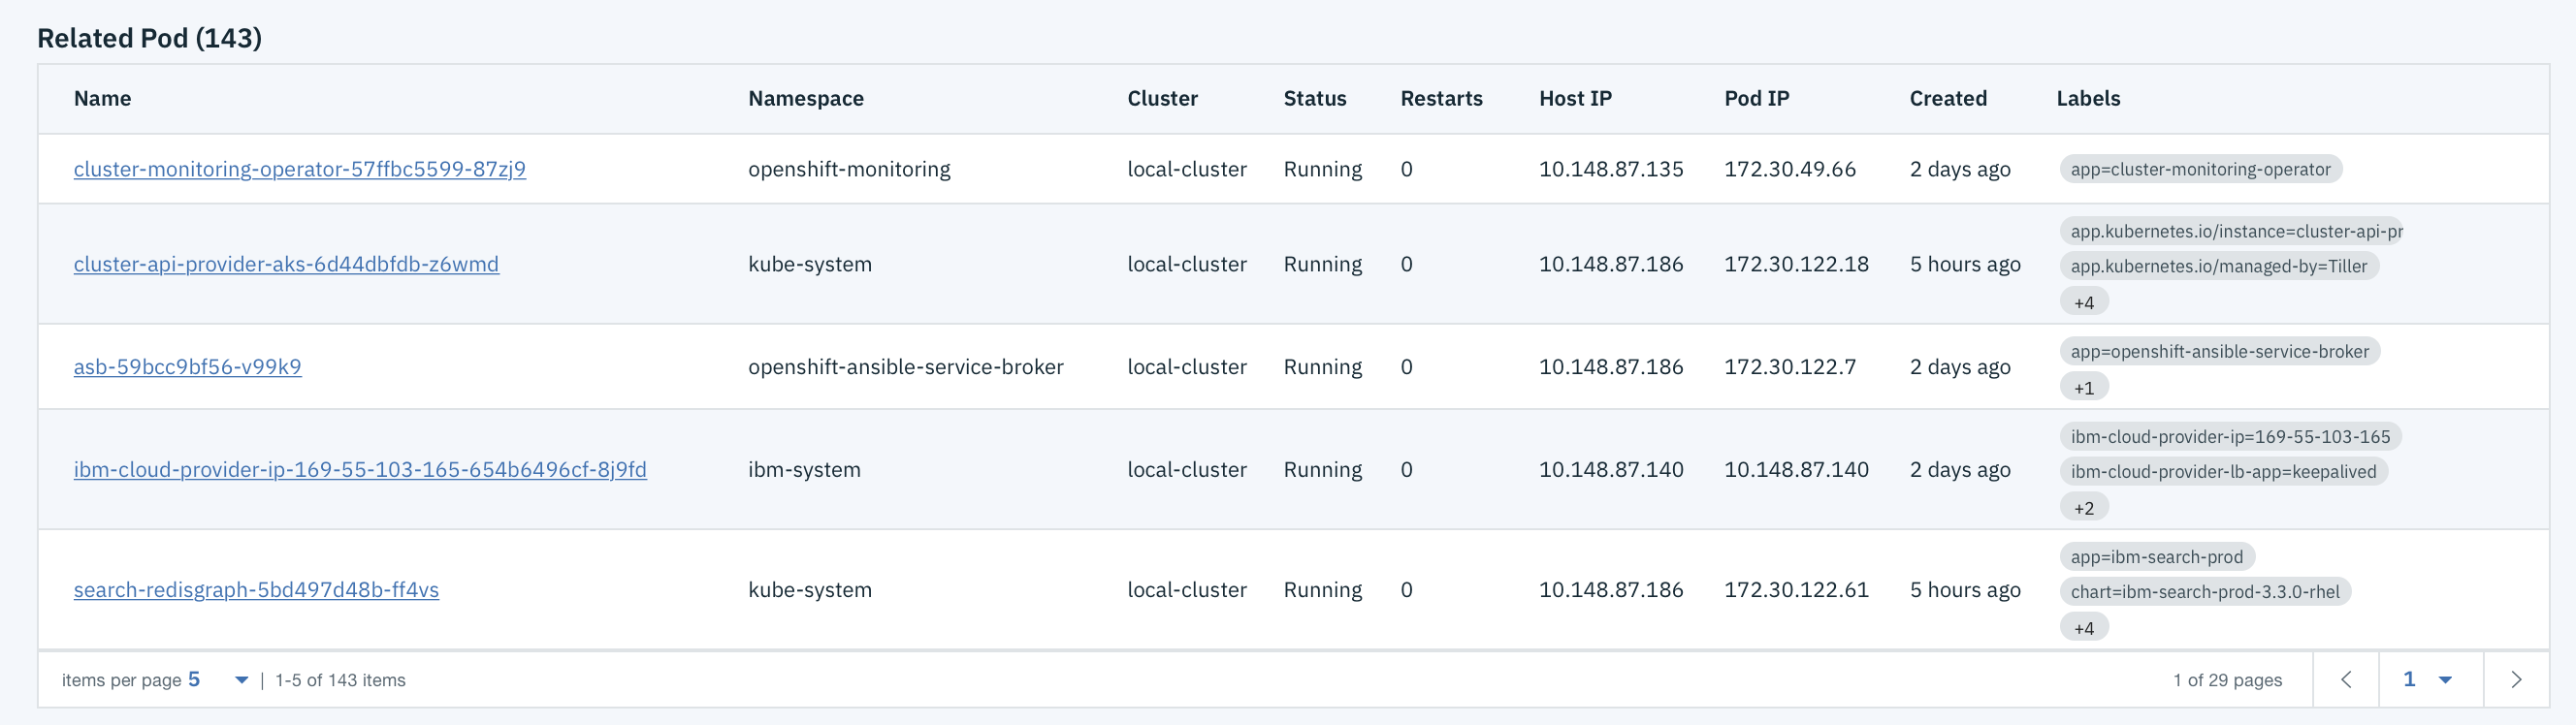 Related Pod (143)
Name Namespace Cluster Status Restarts Host IP Pod IP Created Labels
cluster-monitoring-operator-57ffbc5599-87zj9 openshift-monitoring local-cluster Running 0 10.148.87.135 172.30.49.66 2 days ago app=cluster-monitoring-operator
cluster-api-provider-aks-6d44dbfdb-z6wmd kube-system local-cluster Running 0 10.148.87.186 172.30.122.18 5 hours ago app.kubernetes.io/instance=cluster-api-pr
app.kubernetes.io/managed-by=Tiller
+4
asb-59bcc9bf56-v99k9 openshift-ansible-service-broker local-cluster Running 0 10.148.87.186 172.30.122.7 2 days ago app=openshift-ansible-service-broker
+1
ibm-cloud-provider-ip-169-55-103-165-654b6496cf-8j9fd ibm-system local-cluster Running 0 10.148.87.140 10.148.87.140 2 days ago ibm-cloud-provider-ip=169-55-103-165
ibm-cloud-provider-lb-app=keepalived
+2
search-redisgraph-5bd497d48b-ff4vs kube-system local-cluster Running 0 10.148.87.186 172.30.122.61 5 hours ago app=ibm-search-prod
chart=ibm-search-prod-3.3.0-rhel
+4
items per page 5 | 1-5 of 143 items 1 of 29 pages 1